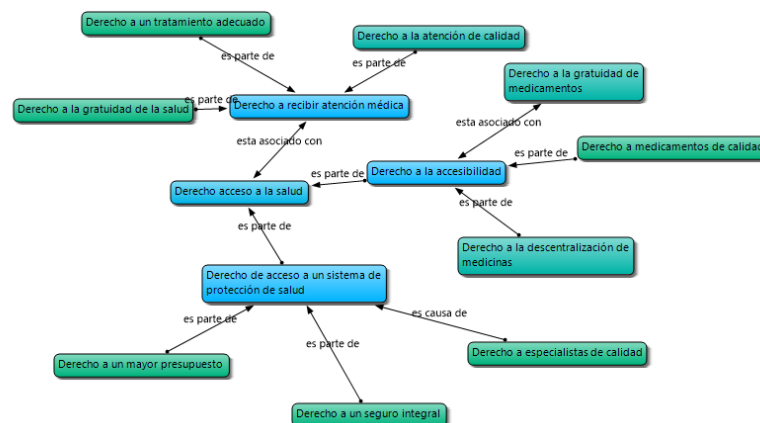 Derecho a un tratamiento adecuado
Derecho a la atención de calidad
es parte de
es parte de
Derecho a la gratuidad de
medicamentos
Derecho a la gratuidad de la salud
es parte de
Derecho a recibir atención médica
esta asociado con
esta asociado con
Derecho a medicamentos de calidad
es parte de
Derecho a la accesibilidad
es parte de
Derecho acceso a la salud
es parte de
es parte de
Derecho a la descentralización de
medicinas
Derecho de acceso a un sistema de
protección de salud
es parte de
es causa de
es parte de
Derecho a un mayor presupuesto
Derecho a especialistas de calidad
Derecho a un seguro integral